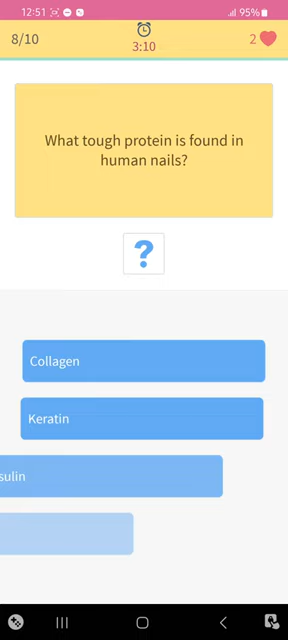 12:51
95%
8/10
3:10
2
What tough protein is found in
human nails?
?
Collagen
Keratin
sulin